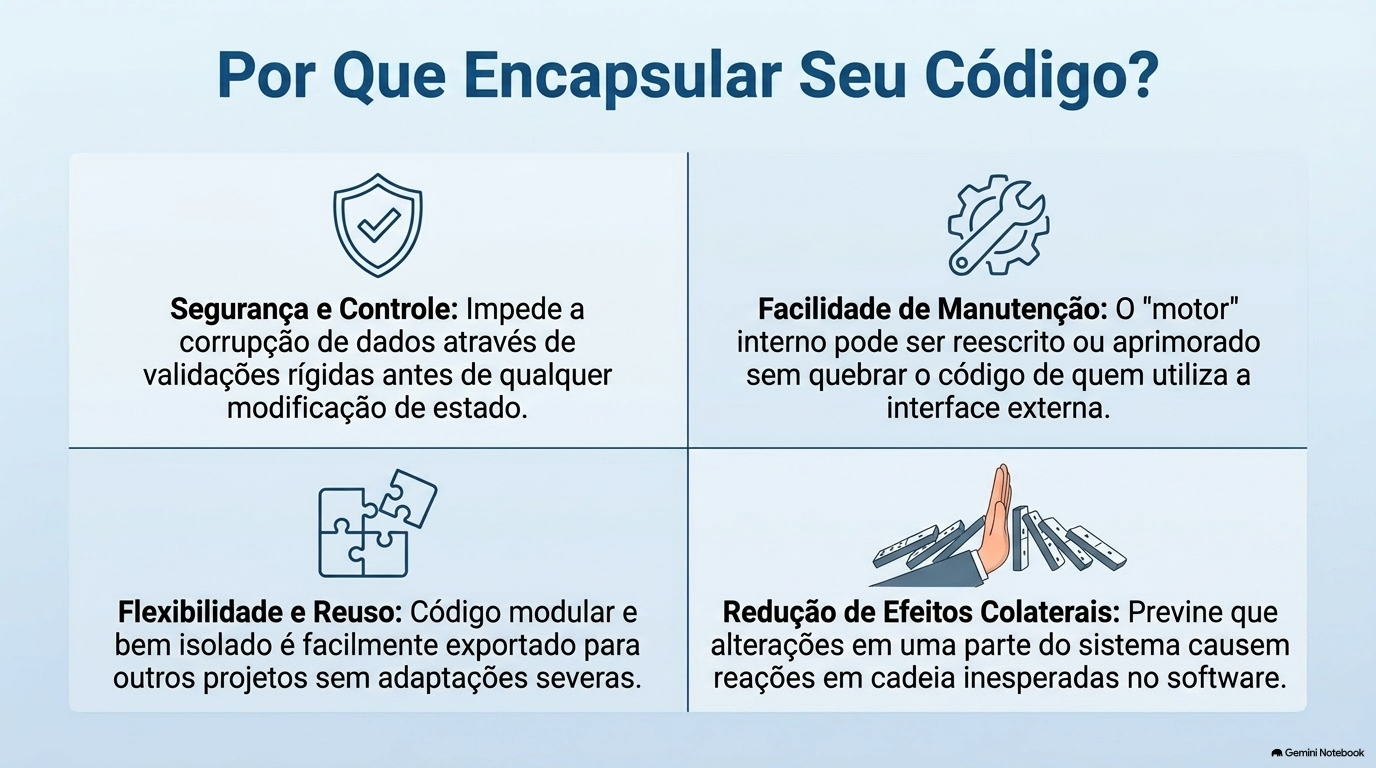 Por Que Encapsular Seu Código?
Segurança e Controle: Impede a
corrupção de dados através de
validações rígidas antes de qualquer
modificação de estado.
Facilidade de Manutenção: O "motor"
interno pode ser reescrito ou aprimorado
sem quebrar o código de quem utiliza a
interface externa.
Flexibilidade e Reuso: Código modular e
bem isolado é facilmente exportado para
outros projetos sem adaptações severas.
Redução de Efeitos Colaterais: Previne que
alterações em uma parte do sistema causem
reações em cadeia inesperadas no software.
Gemini Notebook